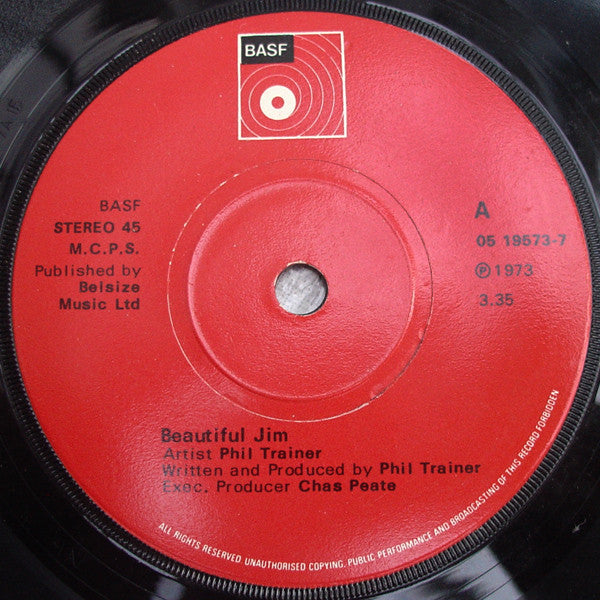 BASF
BASF
STEREO 45
M.C.P.S.
Published by
Belsize
Music Ltd
A
05 19573-7
Ⓟ1973
3.35
Beautiful Jim
Artist Phil Trainer
Written and Produced by Phil Trainer
Exec. Producer Chas Peate
ALL RIGHTS RESERVED UNAUTHORISED COPYING, PUBLIC PERFORMANCE AND BROADCASTING OF THIS RECORD FORBIDDEN